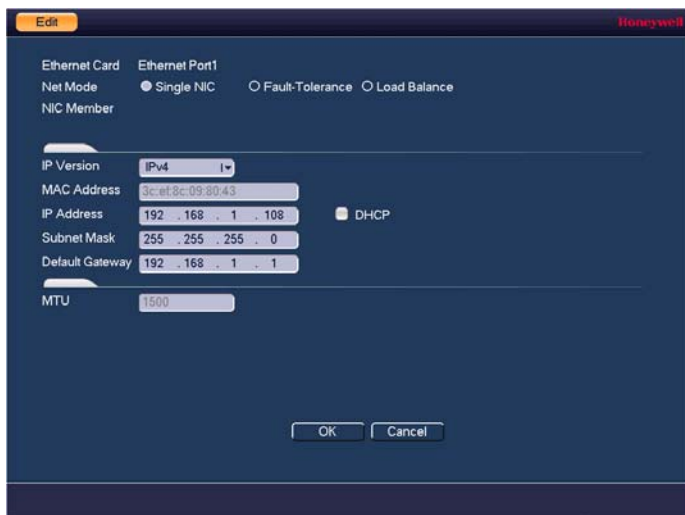 Edit
Honeywell
Ethernet Card Ethernet Port1
Net Mode Single NIC Fault-Tolerance Load Balance
NIC Member
IP Version IPv4
MAC Address 3c:ef:8c:09:80:43
IP Address 192 . 168 . 1 . 108 DHCP
Subnet Mask 255 . 255 . 255 . 0
Default Gateway 192 . 168 . 1 . 1
MTU 1500
OK Cancel